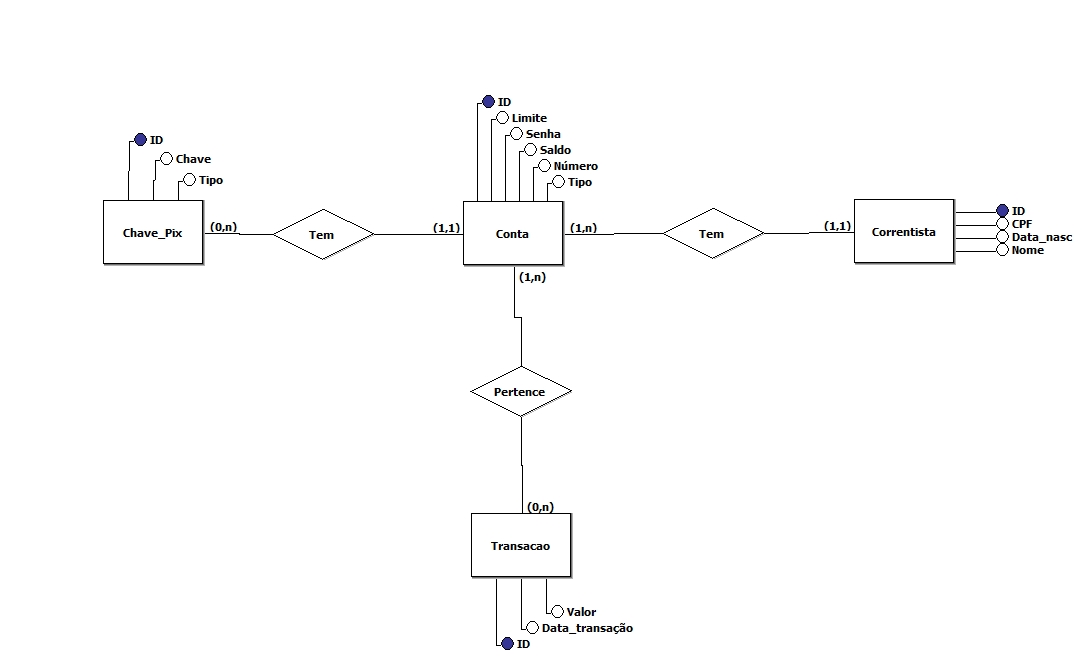 ID
Limite
Senha
Saldo
Número
Tipo
ID
Chave
Tipo
Chave_Pix
(0,n)
Tem
(1,1)
Conta
(1,n)
Tem
(1,1)
Correntista
ID
CPF
Data_nasc
Nome
(1,n)
Pertence
(0,n)
Transacao
Valor
Data_transação
ID